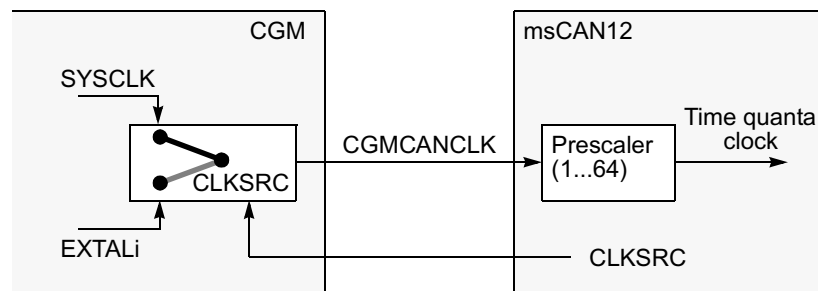 CGM
msCAN12
SYSCLK
Time quanta
clock
CGMCANCLK
Prescaler
(1...64)
CLKSRC
EXTALi
CLKSRC